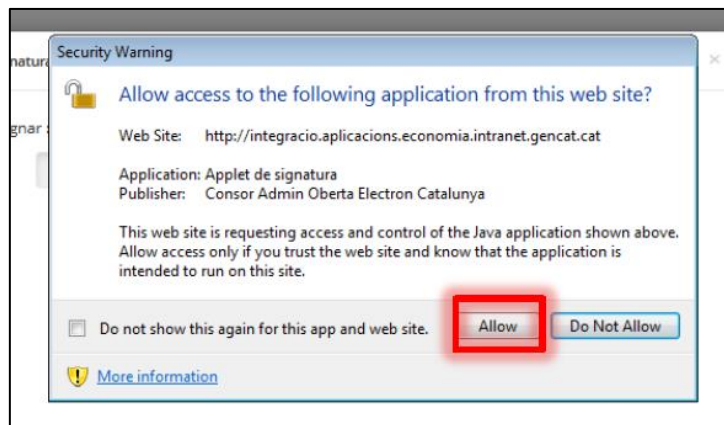 Security Warning
natura
Allow access to the following application from this web site?
Web Site: http://integracio.aplicacions.economia.intranet.gencat.cat
gnar
Application: Applet de signatura
Publisher: Consor Admin Oberta Electron Catalunya
This web site is requesting access and control of the Java application shown above.
Allow access only if you trust the web site and know that the application is
intended to run on this site.
Do not show this again for this app and web site.
Allow
Do Not Allow
More information